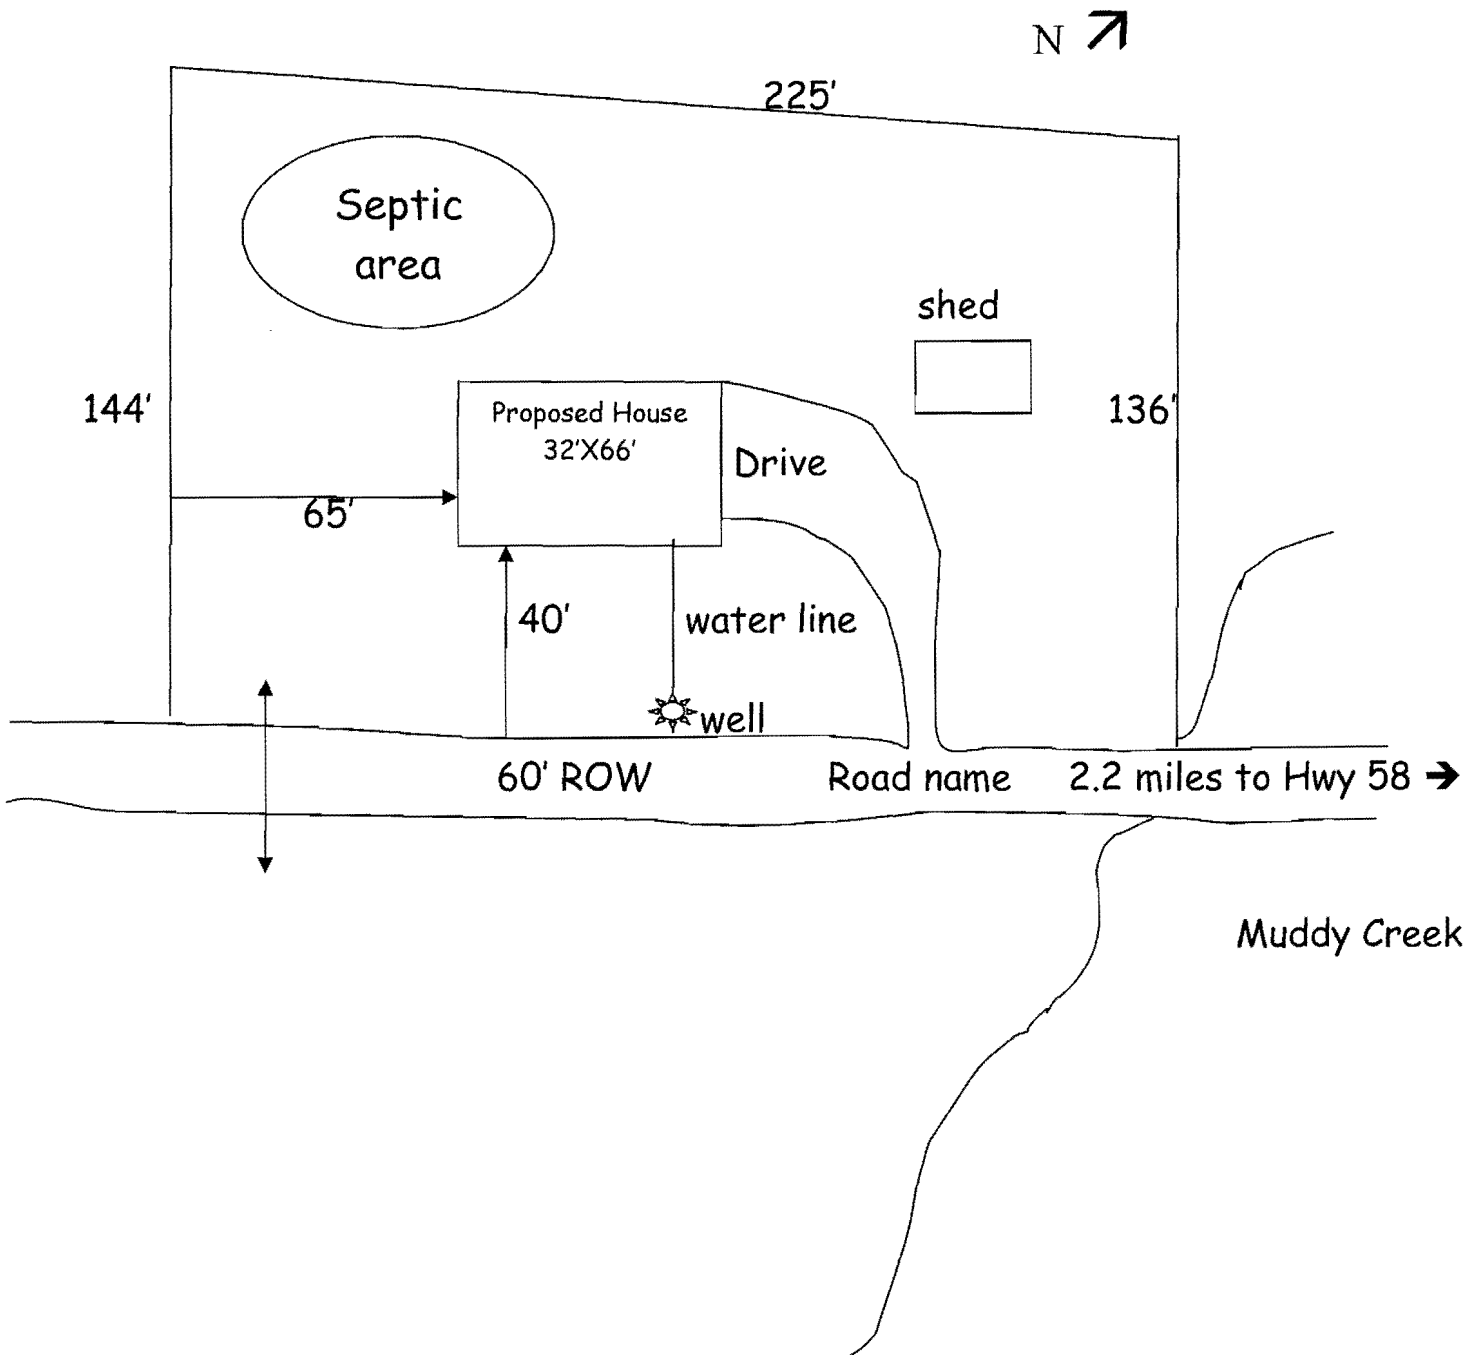 N
225'
Septic
area
shed
144'
Proposed House
32'X66'
136'
Drive
65'
40'
water line
well
60' ROW
Road name
2.2 miles to Hwy 58 ➔
Muddy Creek